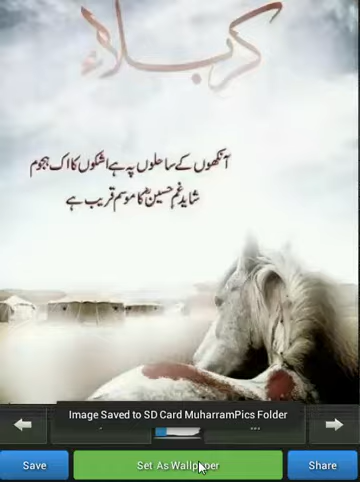 کربلا
آنکھوں کے ساحلوں پہ ہے اشکوں کا اک ہجوم
شاید غمِ حسینؑ کا موسم قریب ہے
Image Saved to SD Card MuharramPics Folder
Save
Set As Wallpaper
Share